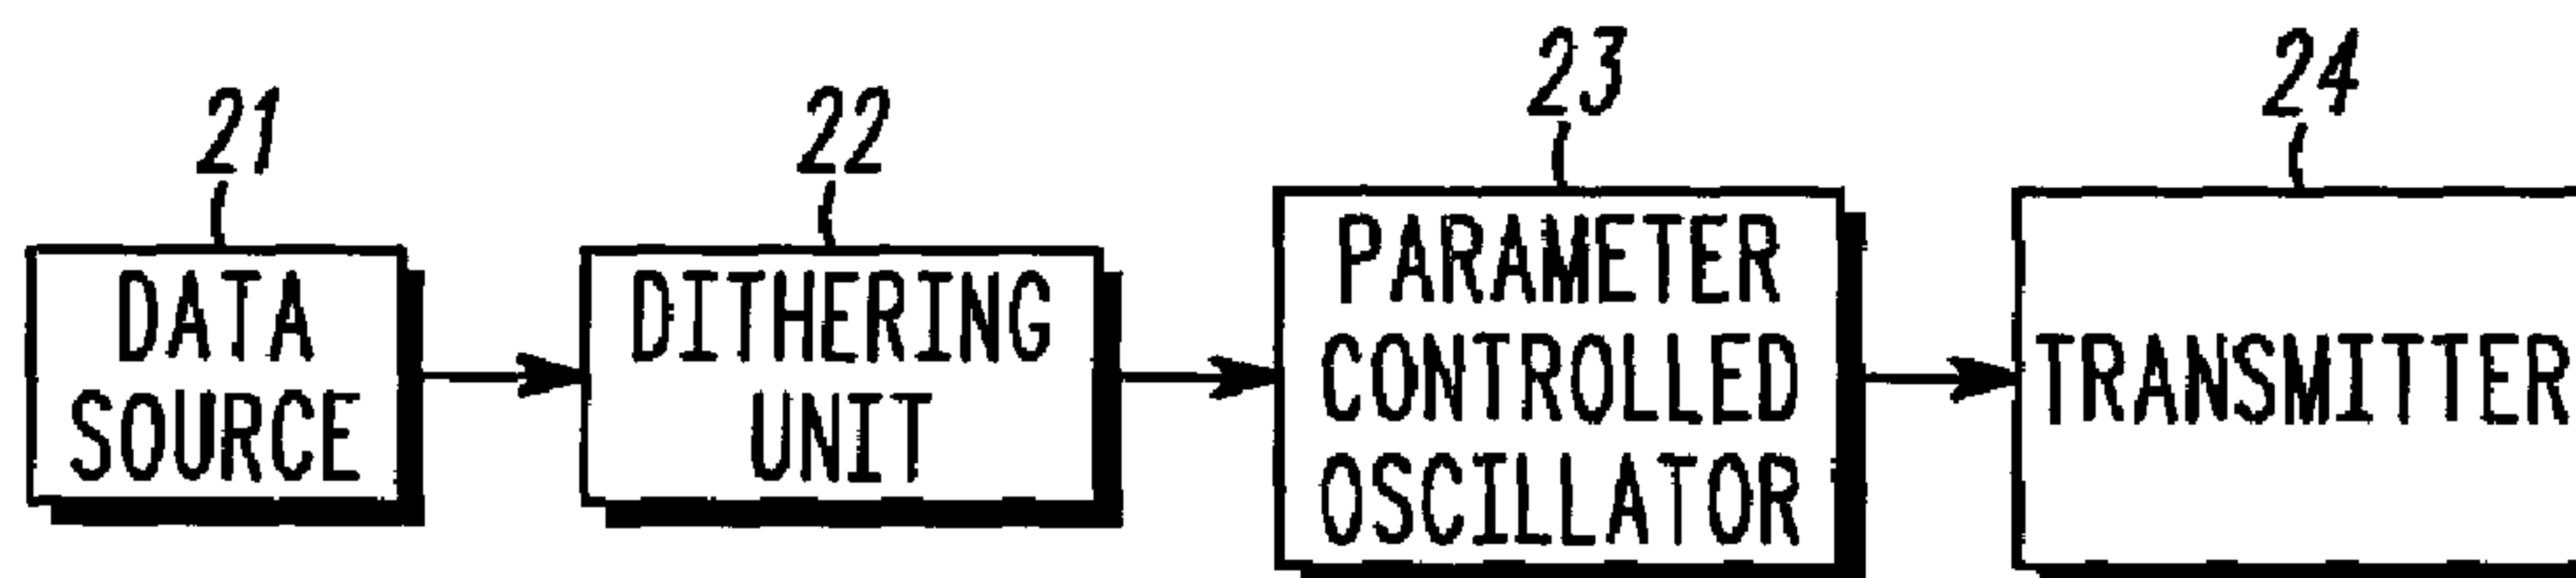 21
22
23
24
DATA
SOURCE
DITHERING
UNIT
PARAMETER
CONTROLLED
OSCILLATOR
TRANSMITTER